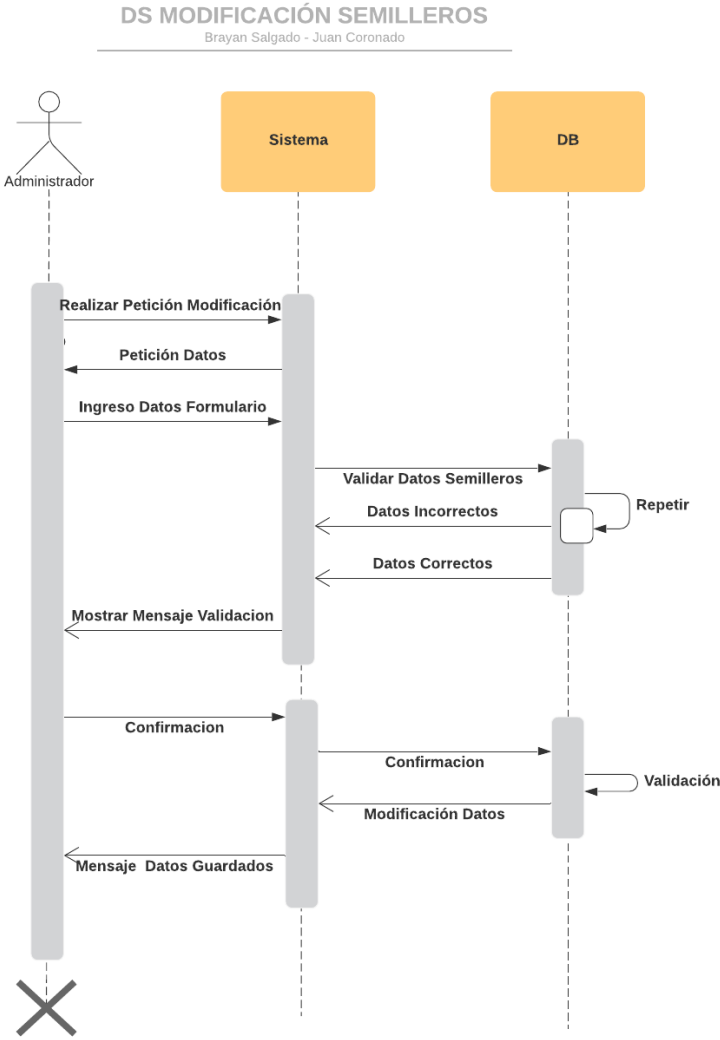 DS MODIFICACIÓN SEMILLEROS
Brayan Salgado - Juan Coronado
Administrador
Sistema
DB
Realizar Petición Modificación
Petición Datos
Ingreso Datos Formulario
Validar Datos Semilleros
Repetir
Datos Incorrectos
Datos Correctos
Mostrar Mensaje Validacion
Confirmacion
Confirmacion
Validación
Modificación Datos
Mensaje Datos Guardados